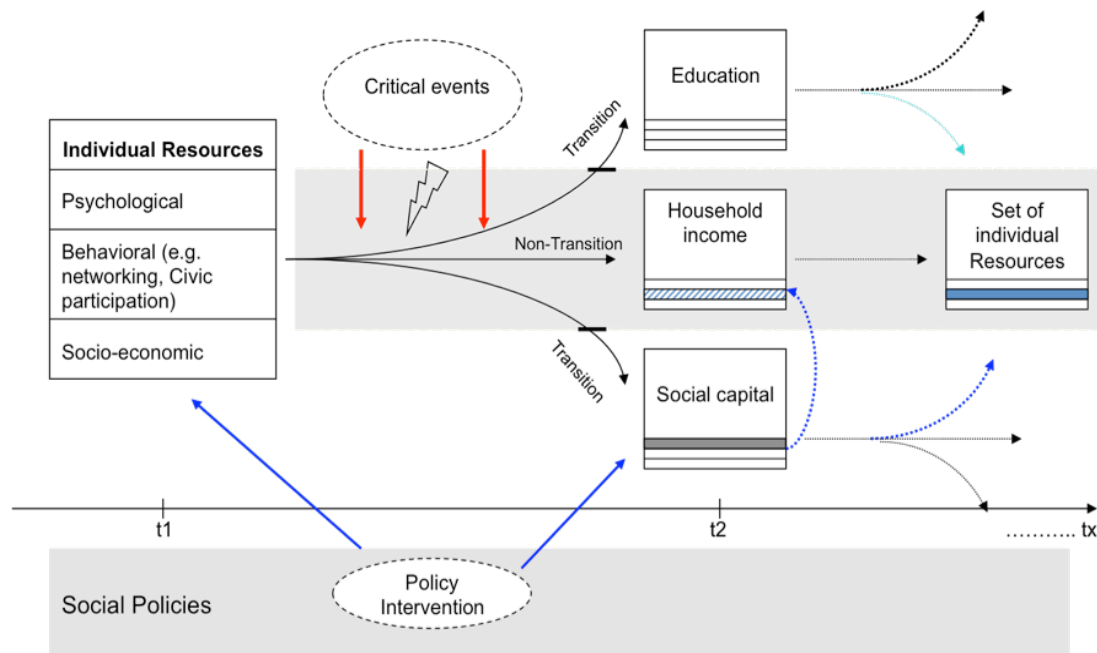 Critical events
Individual Resources
Psychological
Behavioral (e.g.
networking, Civic
participation)
Socio-economic
Transition
Non-Transition
Transition
Education
Household
income
Social capital
Set of
individual
Resources
t1
t2
........... tx
Social Policies
Policy
Intervention